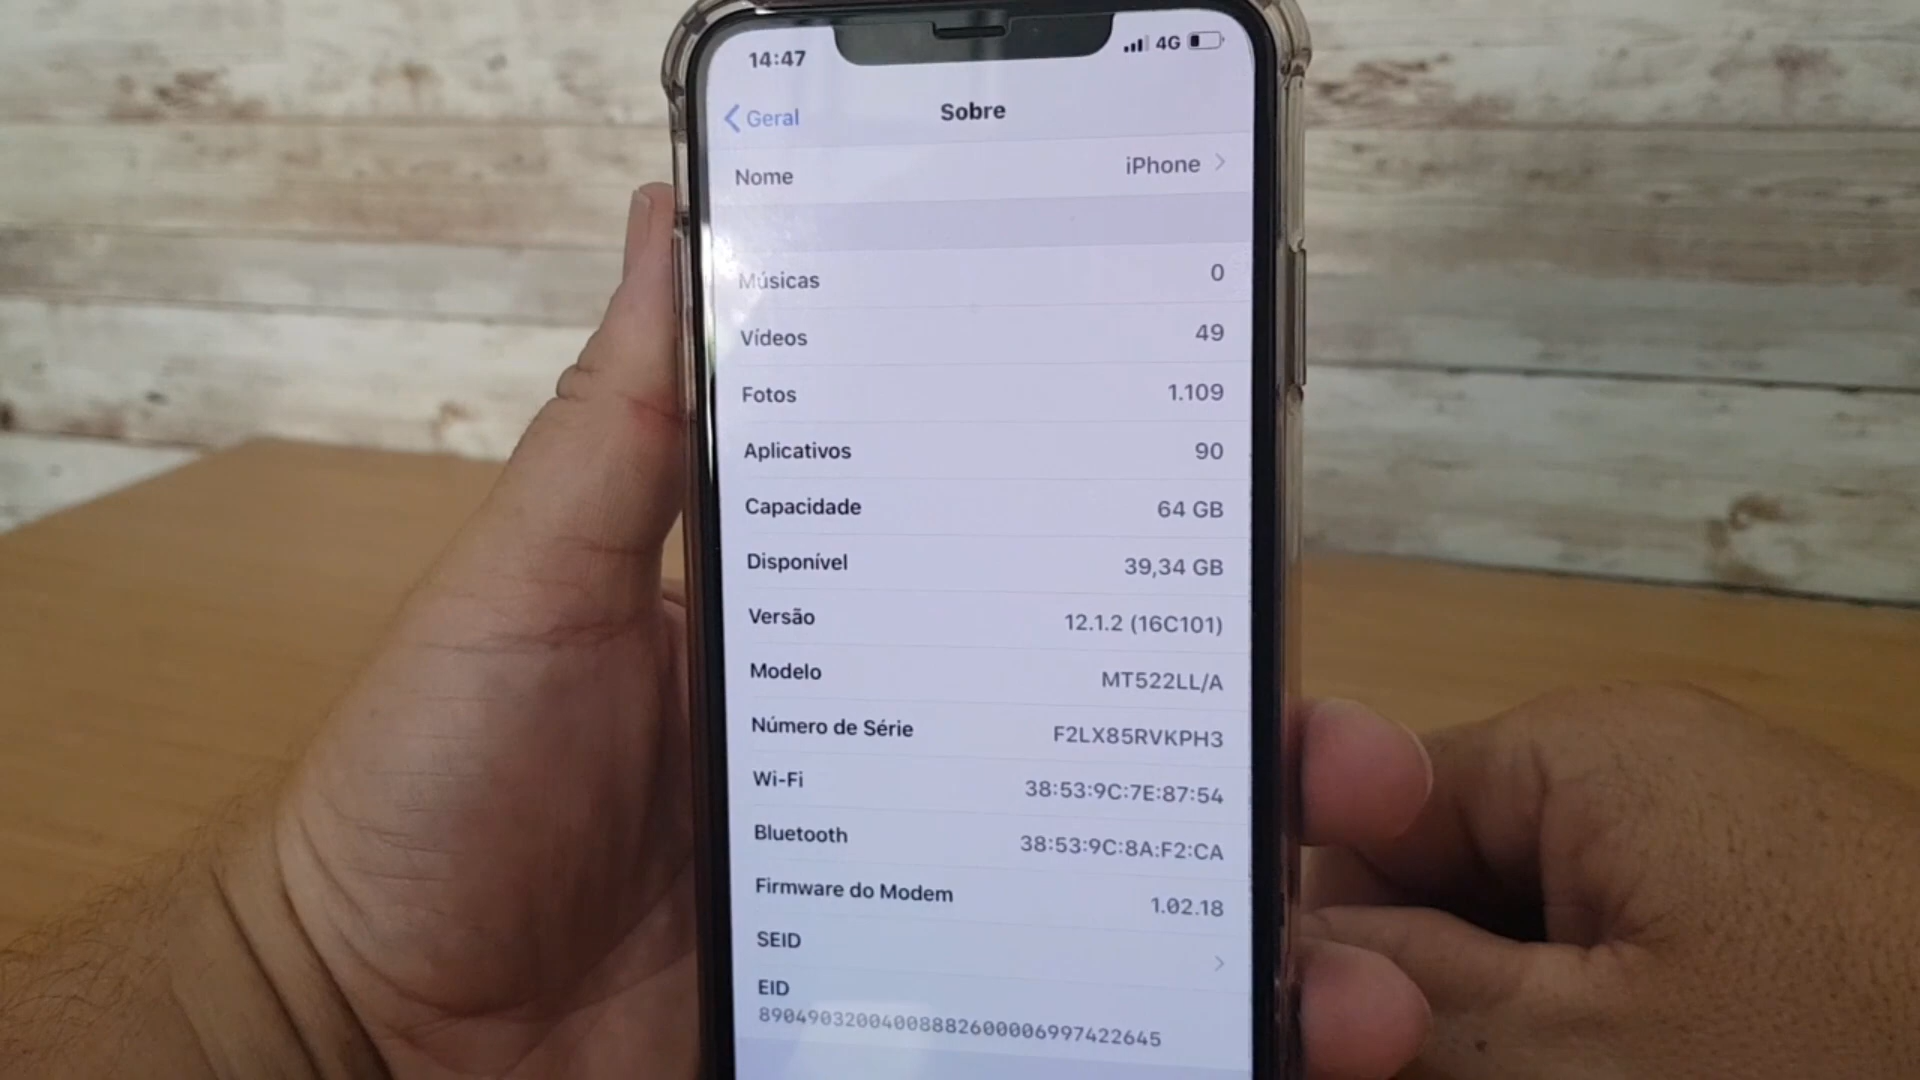 14:47 4G
Geral Sobre
Nome iPhone
Músicas 0
Vídeos 49
Fotos 1.109
Aplicativos 90
Capacidade 64 GB
Disponível 39,34 GB
Versão 12.1.2 (16C101)
Modelo MT522LL/A
Número de Série F2LX85RVKPH3
Wi-Fi 38:53:9C:7E:87:54
Bluetooth 38:53:9C:8A:F2:CA
Firmware do Modem 1.02.18
SEID
EID
89049032004008882600006997422645